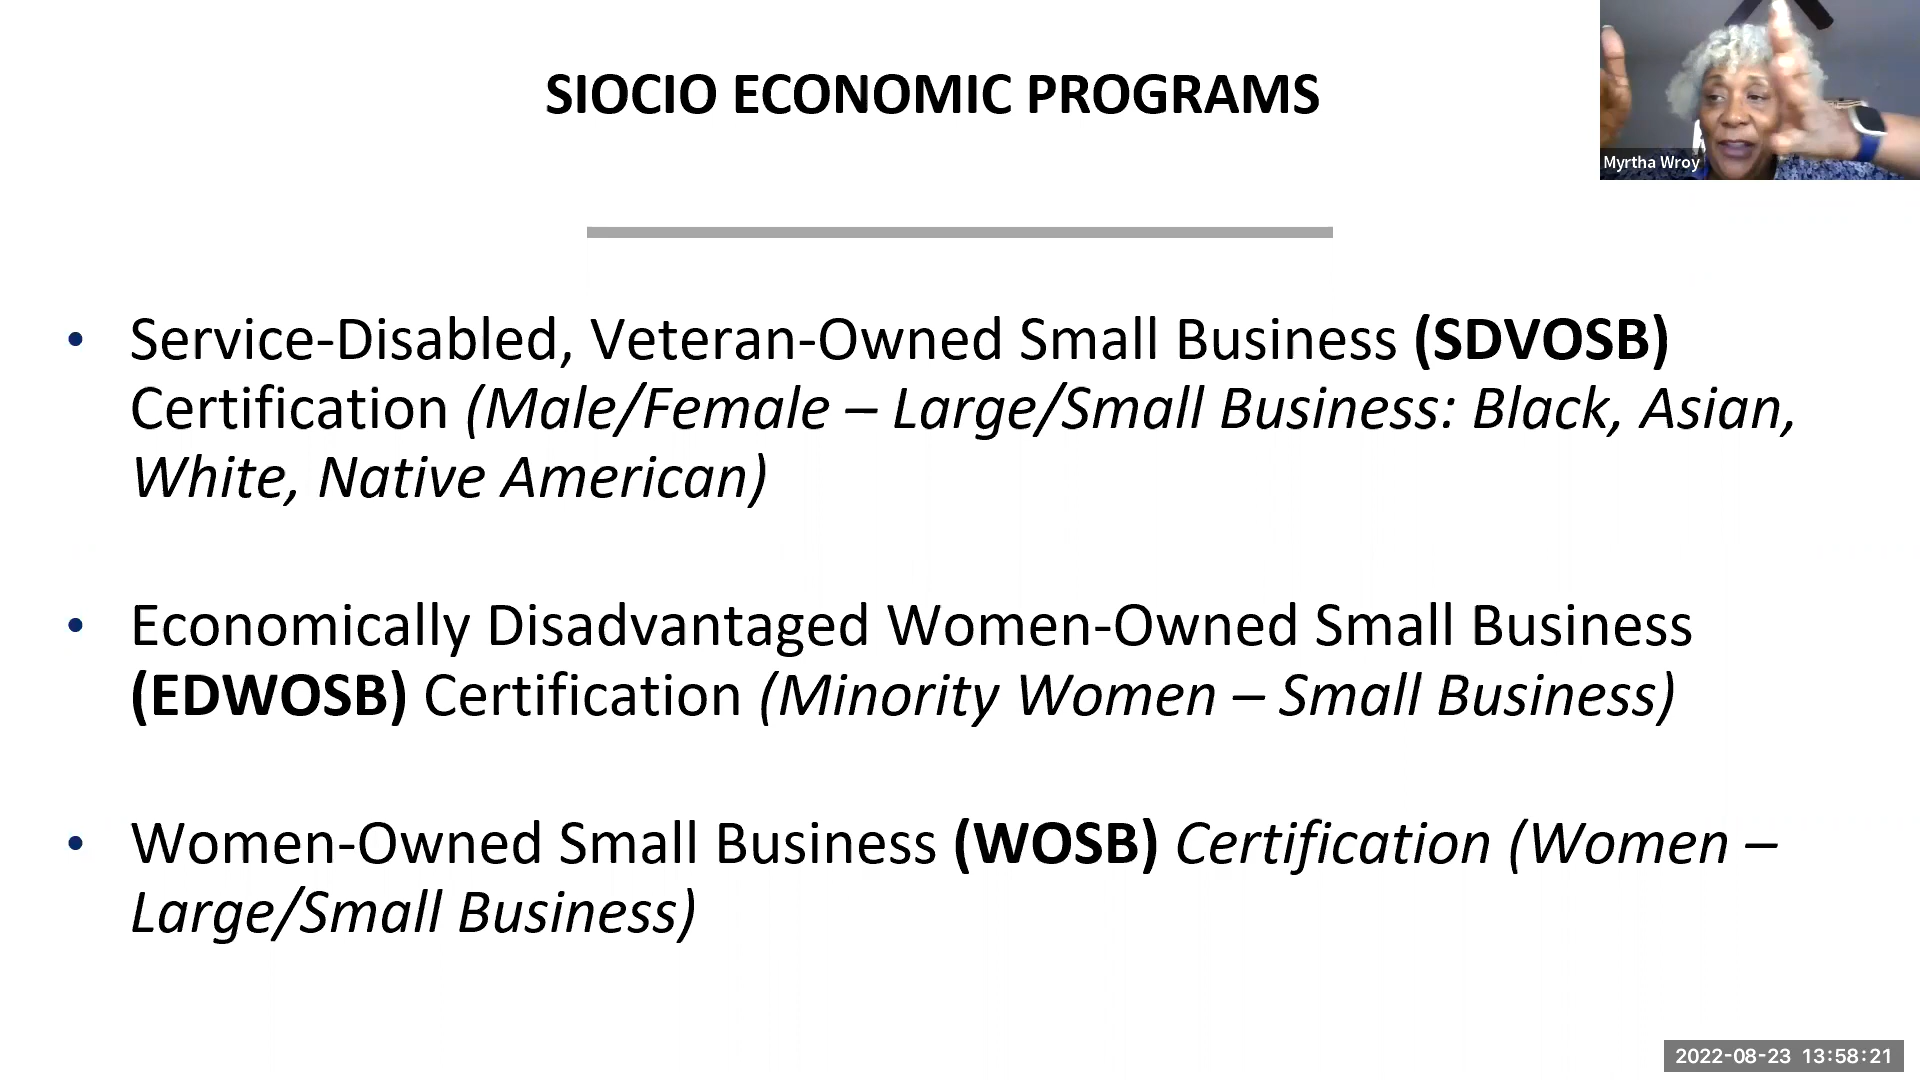 SIOCIO ECONOMIC PROGRAMS
Myrtha Wroy
• Service-Disabled, Veteran-Owned Small Business (SDVOSB)
Certification (Male/Female – Large/Small Business: Black, Asian,
White, Native American)
• Economically Disadvantaged Women-Owned Small Business
(EDWOSB) Certification (Minority Women – Small Business)
• Women-Owned Small Business (WOSB) Certification (Women –
Large/Small Business)
2022-08-23 13:58:21